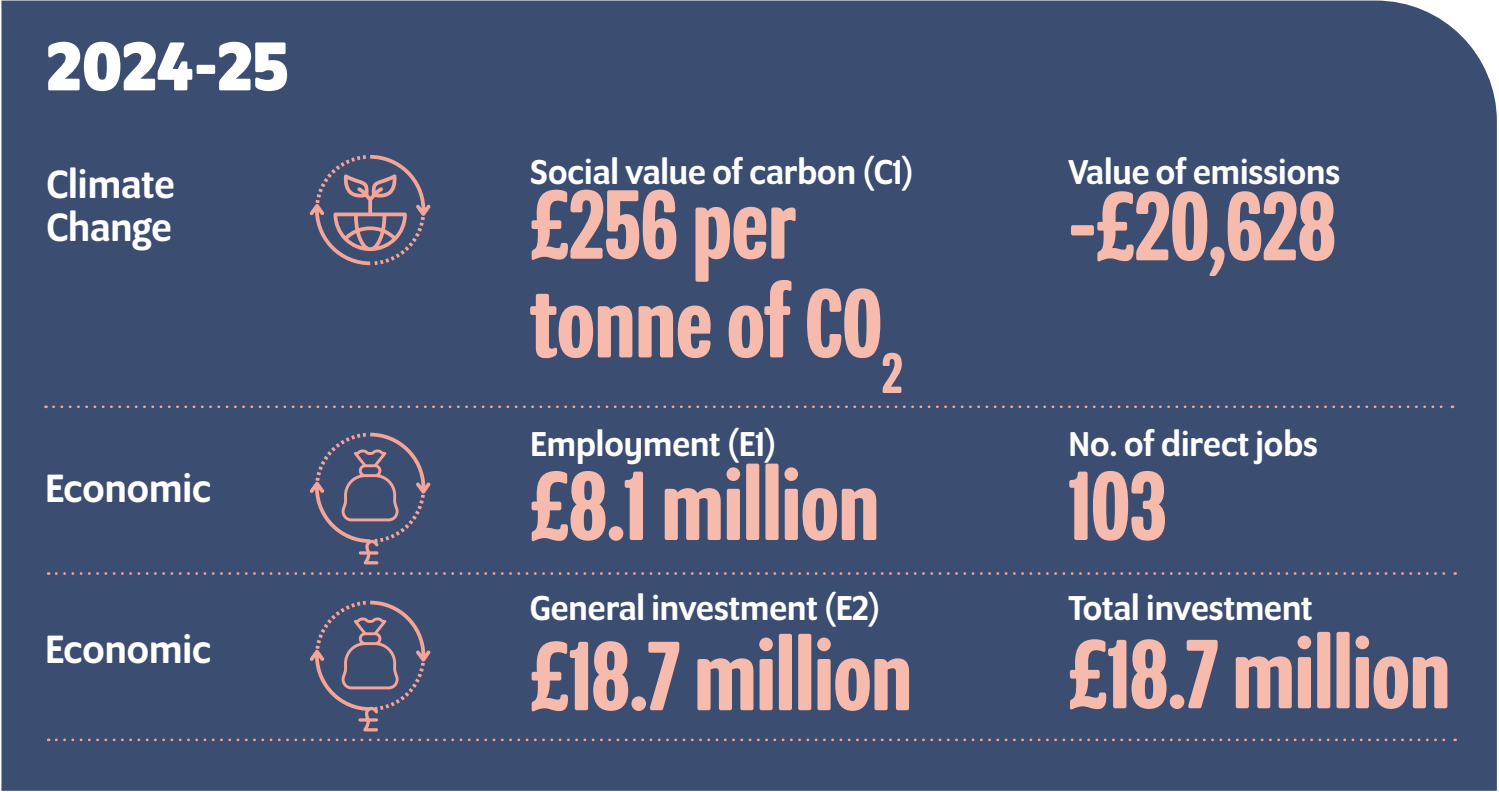 2024-25
Climate
Change
Social value of carbon (C1)
£256 per
tonne of CO2
Value of emissions
-£20,628
Economic
£
Employment (E1)
£8.1 million
No. of direct jobs
103
Economic
£
General investment (E2)
£18.7 million
Total investment
£18.7 million